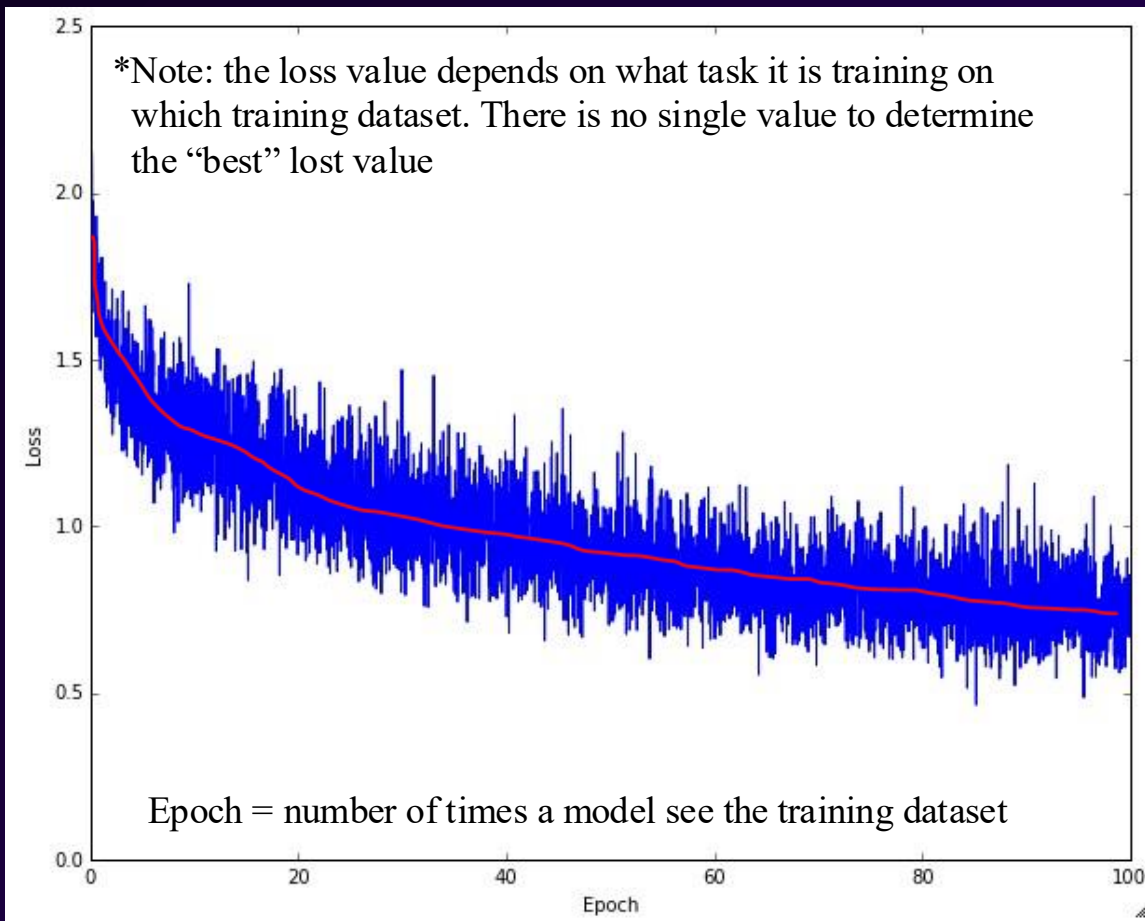 2.5
*Note: the loss value depends on what task it is training on
which training dataset. There is no single value to determine
the “best” lost value
2.0
1.5
Loss
1.0
0.5
Epoch = number of times a model see the training dataset
0.0
0 20 40 60 80 100
Epoch